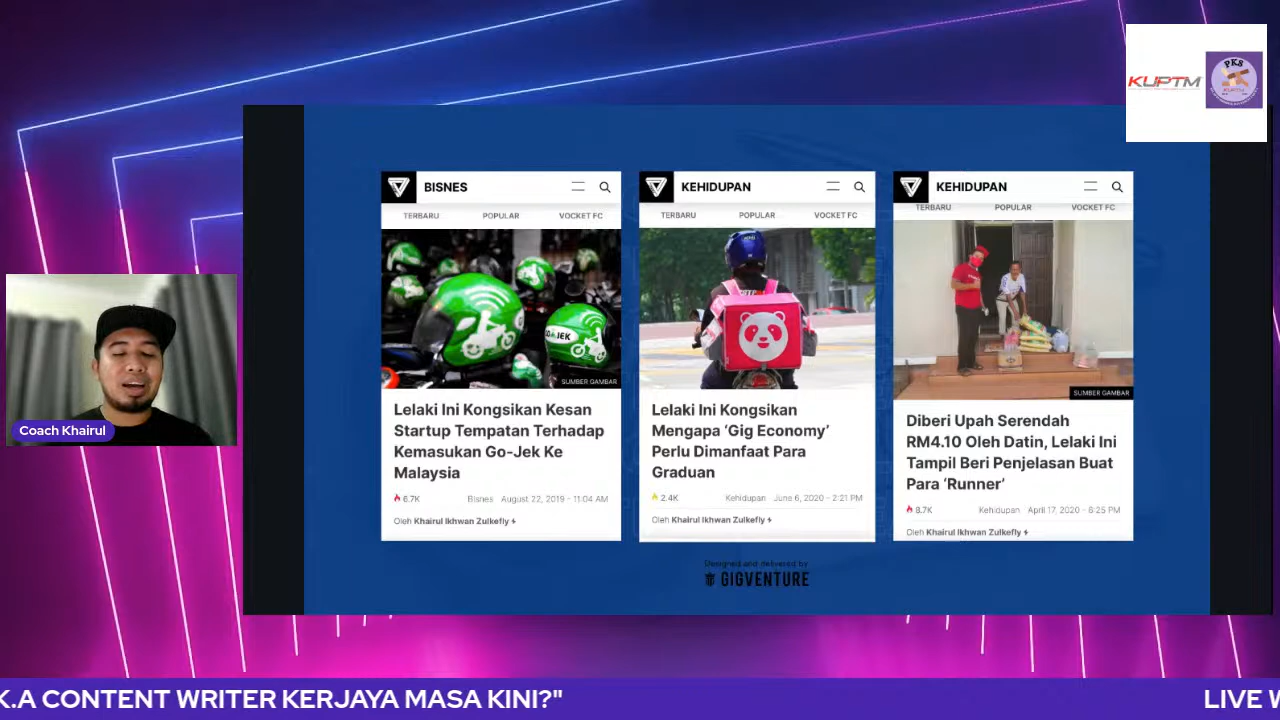 KUPTM
PKS
KUPTM
BISNES
TERBARU POPULAR VOCKET FC
GO-JEK
SUMBER GAMBAR
Lelaki Ini Kongsikan Kesan
Startup Tempatan Terhadap
Kemasukan Go-Jek Ke
Malaysia
6.7K Bisnes August 22, 2019 - 11:04 AM
Oleh Khairul Ikhwan Zulkefly
KEHIDUPAN
TERBARU POPULAR VOCKET FC
Lelaki Ini Kongsikan
Mengapa ‘Gig Economy’
Perlu Dimanfaat Para
Graduan
2.4K Kehidupan June 6, 2020 - 2:21 PM
Oleh Khairul Ikhwan Zulkefly
KEHIDUPAN
TERBARU POPULAR VOCKET FC
SUMBER GAMBAR
Diberi Upah Serendah
RM4.10 Oleh Datin, Lelaki Ini
Tampil Beri Penjelasan Buat
Para ‘Runner’
8.7K Kehidupan April 17, 2020 - 8:25 PM
Oleh Khairul Ikhwan Zulkefly
Coach Khairul
Designed and delivered by
GIGVENTURE
K.A CONTENT WRITER KERJAYA MASA KINI?" LIVE W